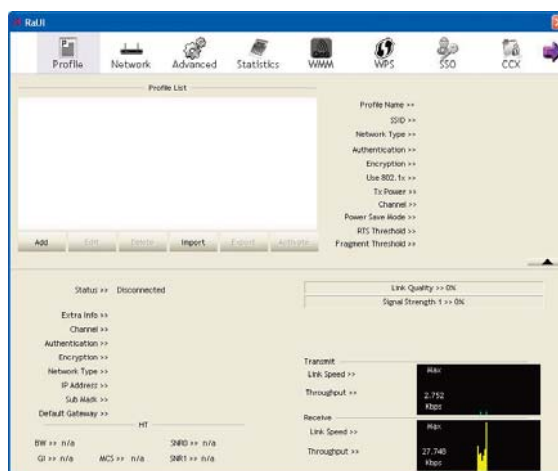 RaUI
Profile Network Advanced Statistics WMM WPS SSO CCX
QoS
Profile List
Profile Name >>
SSID >>
Network Type >>
Authentication >>
Encryption >>
Use 802.1x >>
Tx Power >>
Channel >>
Power Save Mode >>
RTS Threshold >>
Fragment Threshold >>
Add Edit Delete Import Export Activate
Status >> Disconnected
Extra Info >>
Channel >>
Authentication >>
Encryption >>
Network Type >>
IP Address >>
Sub Mask >>
Default Gateway >>
HT
BW >> n/a SNR0 >> n/a
GI >> n/a MCS >> n/a SNR1 >> n/a
Link Quality >> 0%
Signal Strength 1 >> 0%
Transmit
Link Speed >>
Throughput >>
Max
2.752
Kbps
Receive
Link Speed >>
Throughput >>
Max
27.748
Kbps